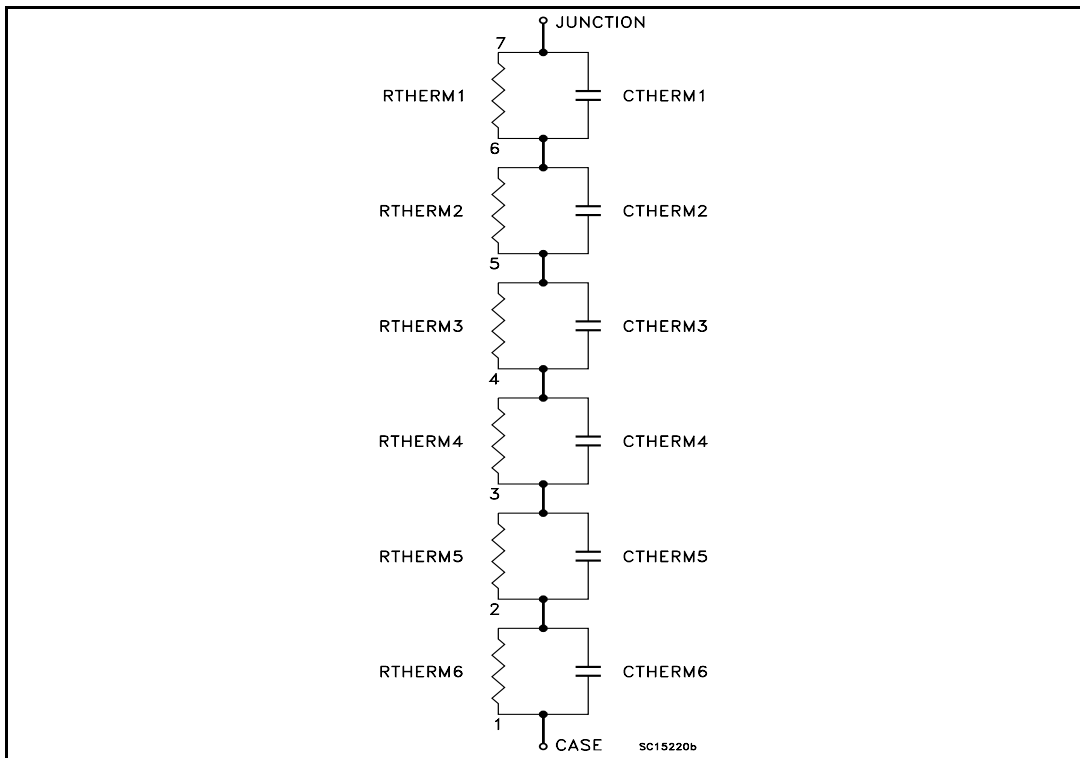 JUNCTION
7
RTHERM1 CTHERM1
6
RTHERM2 CTHERM2
5
RTHERM3 CTHERM3
4
RTHERM4 CTHERM4
3
RTHERM5 CTHERM5
2
RTHERM6 CTHERM6
1
CASE SC15220b